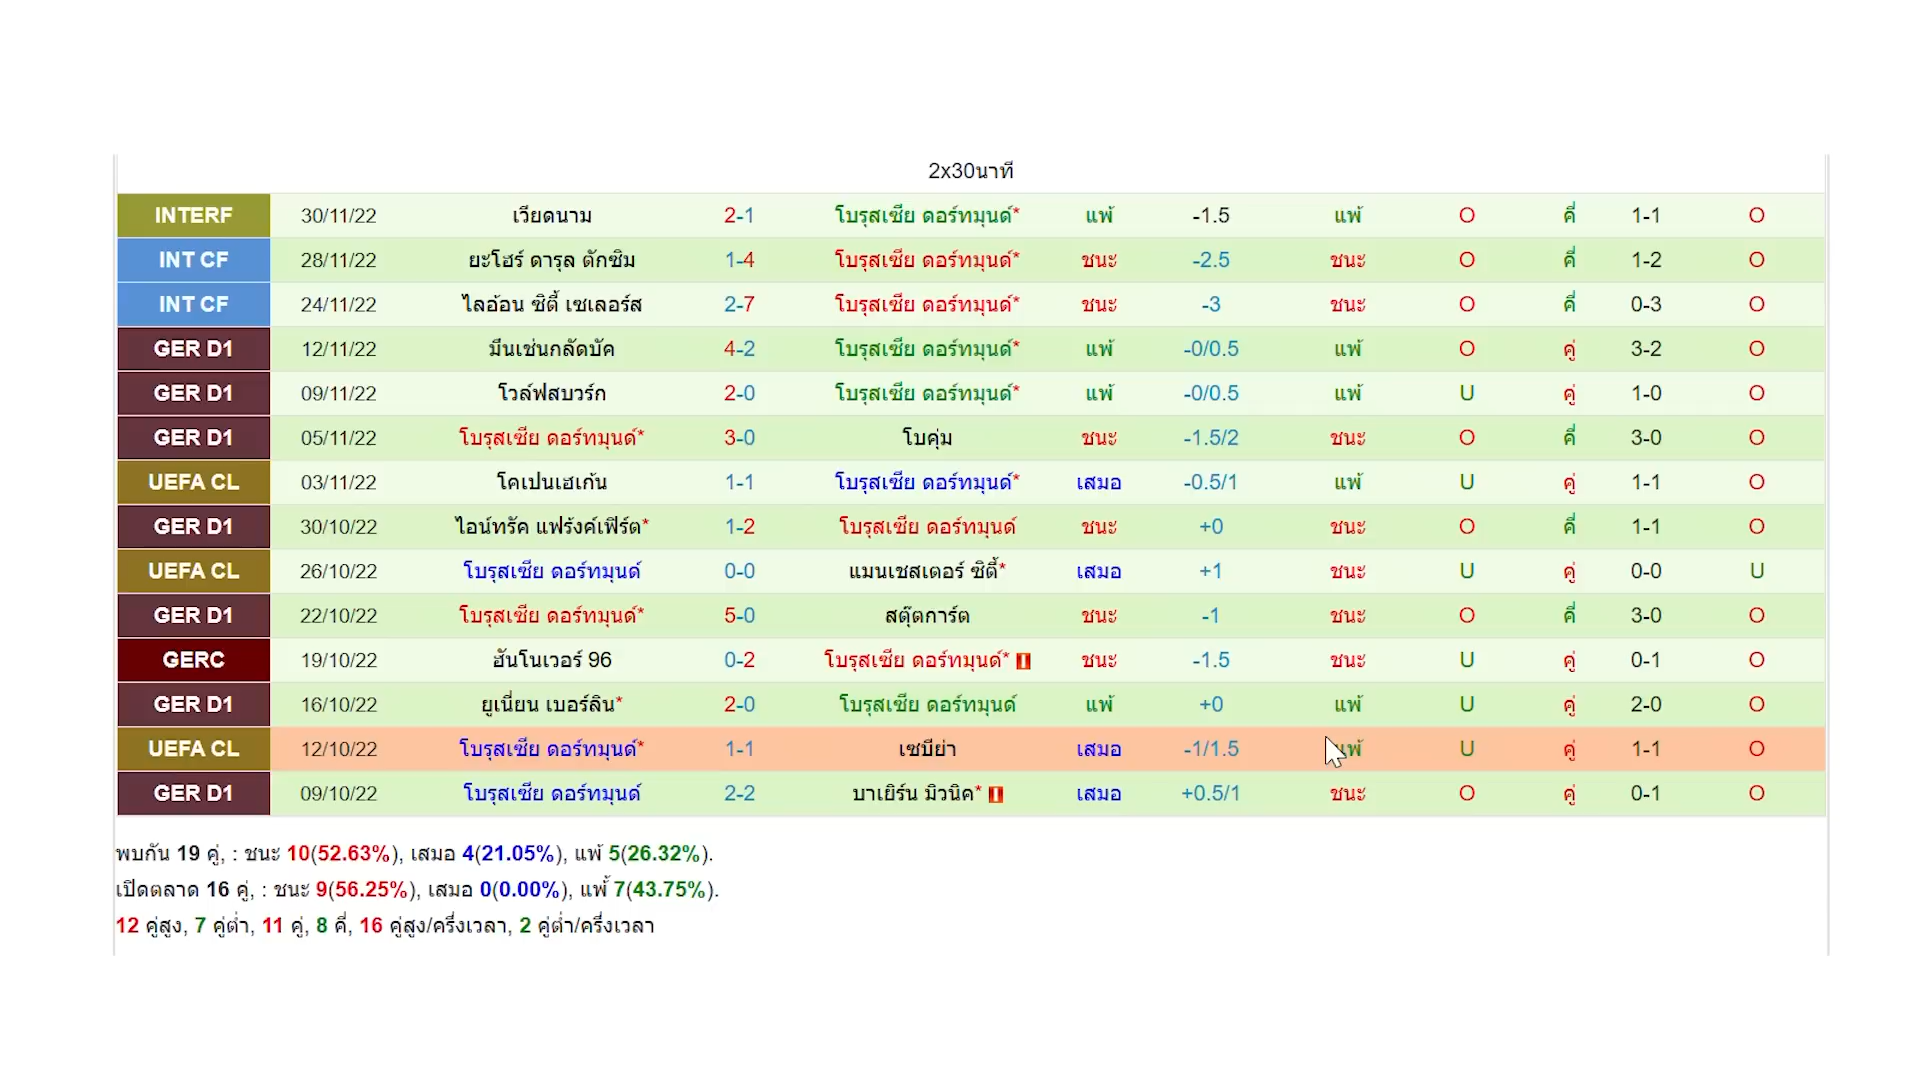 2x30นาที
INTERF 30/11/22 เวียดนาม 2-1 โบรุสเซีย ดอร์ทมุนด์* แพ้ -1.5 แพ้ O คี่ 1-1 O
INT CF 28/11/22 ยะโฮร์ ดารุล ตักซิม 1-4 โบรุสเซีย ดอร์ทมุนด์* ชนะ -2.5 ชนะ O คี่ 1-2 O
INT CF 24/11/22 ไลอ้อน ซิตี้ เซเลอร์ส 2-7 โบรุสเซีย ดอร์ทมุนด์* ชนะ -3 ชนะ O คี่ 0-3 O
GER D1 12/11/22 มึนเช่นกลัดบัค 4-2 โบรุสเซีย ดอร์ทมุนด์* แพ้ -0/0.5 แพ้ O คู่ 3-2 O
GER D1 09/11/22 โวล์ฟสบวร์ก 2-0 โบรุสเซีย ดอร์ทมุนด์* แพ้ -0/0.5 แพ้ U คู่ 1-0 O
GER D1 05/11/22 โบรุสเซีย ดอร์ทมุนด์* 3-0 โบคุ่ม ชนะ -1.5/2 ชนะ O คี่ 3-0 O
UEFA CL 03/11/22 โคเปนเฮเก้น 1-1 โบรุสเซีย ดอร์ทมุนด์* เสมอ -0.5/1 แพ้ U คู่ 1-1 O
GER D1 30/10/22 ไอน์ทรัค แฟร้งค์เฟิร์ต* 1-2 โบรุสเซีย ดอร์ทมุนด์ ชนะ +0 ชนะ O คี่ 1-1 O
UEFA CL 26/10/22 โบรุสเซีย ดอร์ทมุนด์ 0-0 แมนเชสเตอร์ ซิตี้* เสมอ +1 ชนะ U คู่ 0-0 U
GER D1 22/10/22 โบรุสเซีย ดอร์ทมุนด์* 5-0 สตุ๊ตการ์ต ชนะ -1 ชนะ O คี่ 3-0 O
GERC 19/10/22 ฮันโนเวอร์ 96 0-2 โบรุสเซีย ดอร์ทมุนด์* ชนะ -1.5 ชนะ U คู่ 0-1 O
GER D1 16/10/22 ยูเนี่ยน เบอร์ลิน* 2-0 โบรุสเซีย ดอร์ทมุนด์ แพ้ +0 แพ้ U คู่ 2-0 O
UEFA CL 12/10/22 โบรุสเซีย ดอร์ทมุนด์* 1-1 เซบีย่า เสมอ -1/1.5 แพ้ U คู่ 1-1 O
GER D1 09/10/22 โบรุสเซีย ดอร์ทมุนด์ 2-2 บาเยิร์น มิวนิค* เสมอ +0.5/1 ชนะ O คู่ 0-1 O
พบกัน 19 คู่, : ชนะ 10(52.63%), เสมอ 4(21.05%), แพ้ 5(26.32%).
เปิดตลาด 16 คู่, : ชนะ 9(56.25%), เสมอ 0(0.00%), แพ้ 7(43.75%).
12 คู่สูง, 7 คู่ต่ำ, 11 คู่, 8 คี่, 16 คู่สูง/ครึ่งเวลา, 2 คู่ต่ำ/ครึ่งเวลา